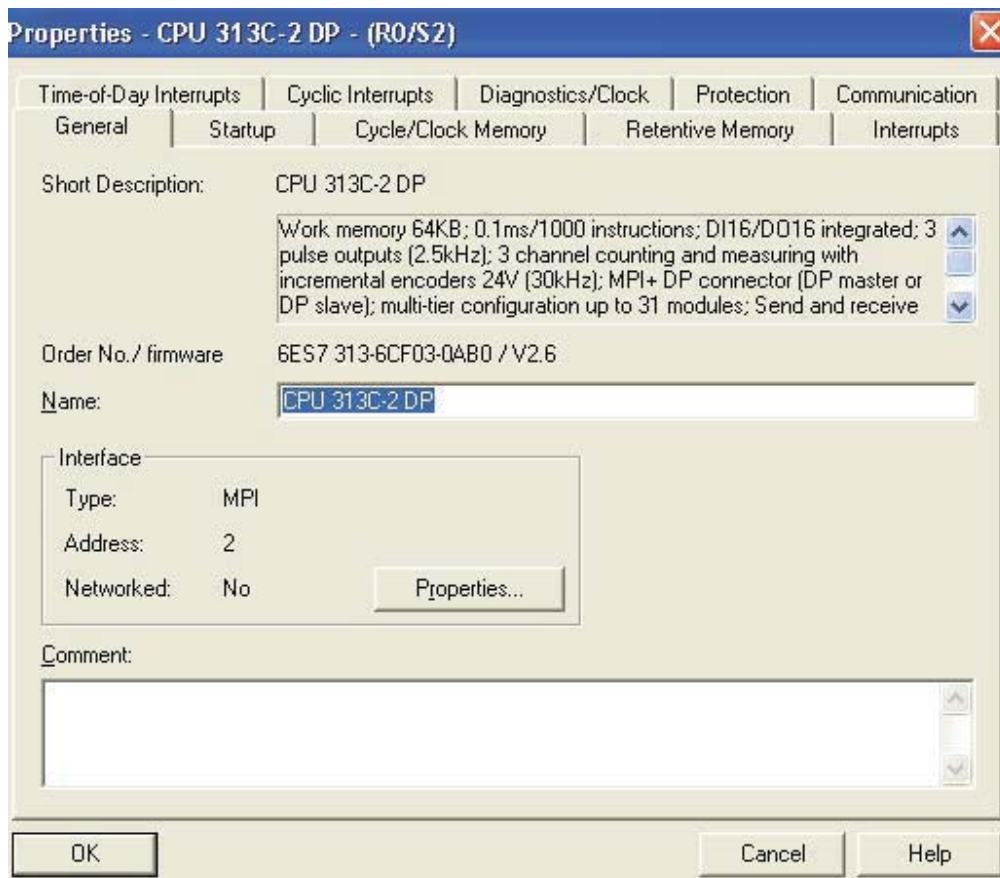 Properties - CPU 313C-2 DP - (R0/S2)
Time-of-Day Interrupts Cyclic Interrupts Diagnostics/Clock Protection Communication
General Startup Cycle/Clock Memory Retentive Memory Interrupts
Short Description: CPU 313C-2 DP
Work memory 64KB; 0.1ms/1000 instructions; DI16/DO16 integrated; 3
pulse outputs (2.5kHz); 3 channel counting and measuring with
incremental encoders 24V (30kHz); MPI+ DP connector (DP master or
DP slave); multi-tier configuration up to 31 modules; Send and receive
Order No./ firmware 6ES7 313-6CF03-0AB0 / V2.6
Name: CPU 313C-2 DP
Interface
Type: MPI
Address: 2
Networked: No Properties...
Comment:
OK Cancel Help